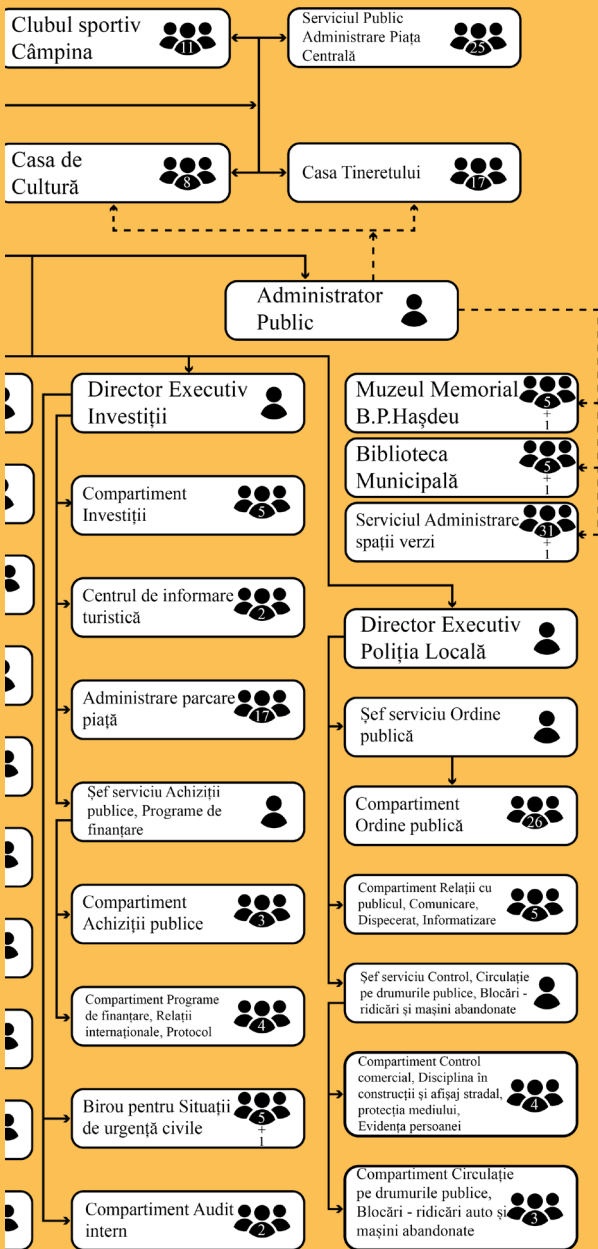 Clubul sportiv
Câmpina
11
Serviciul Public
Administrare Piața
Centrală
25
Casa de
Cultură
8
Casa Tineretului
17
Administrator
Public
Director Executiv
Investiții
Muzeul Memorial
B.P.Hașdeu
5
+
1
Biblioteca
Municipală
5
+
1
Serviciul Administrare
spații verzi
31
+
1
Compartiment
Investiții
5
Centrul de informare
turistică
2
Administrare parcare
piață
17
Șef serviciu Achiziții
publice, Programe de
finanțare
Compartiment
Achiziții publice
3
Compartiment Programe
de finanțare, Relații
internaționale, Protocol
4
Birou pentru Situații
de urgență civile
5
+
1
Compartiment Audit
intern
2
Director Executiv
Poliția Locală
Șef serviciu Ordine
publică
Compartiment
Ordine publică
26
Compartiment Relații cu
publicul, Comunicare,
Dispecerat, Informatizare
5
Șef serviciu Control, Circulație
pe drumurile publice, Blocări -
ridicări și mașini abandonate
Compartiment Control
comercial, Disciplina în
construcții și afișaj stradal,
protecția mediului,
Evidența persoanei
4
Compartiment Circulație
pe drumurile publice,
Blocări - ridicări auto și
mașini abandonate
3